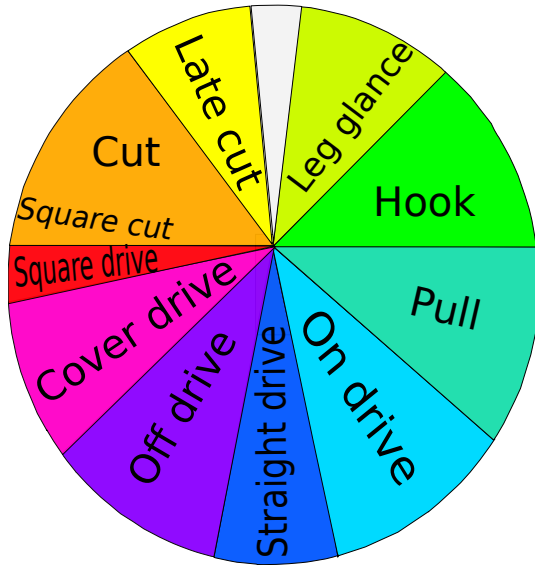 Late cut
Leg glance
Cut
Hook
Square cut
Square drive
Pull
Cover drive
Off drive
Straight drive
On drive